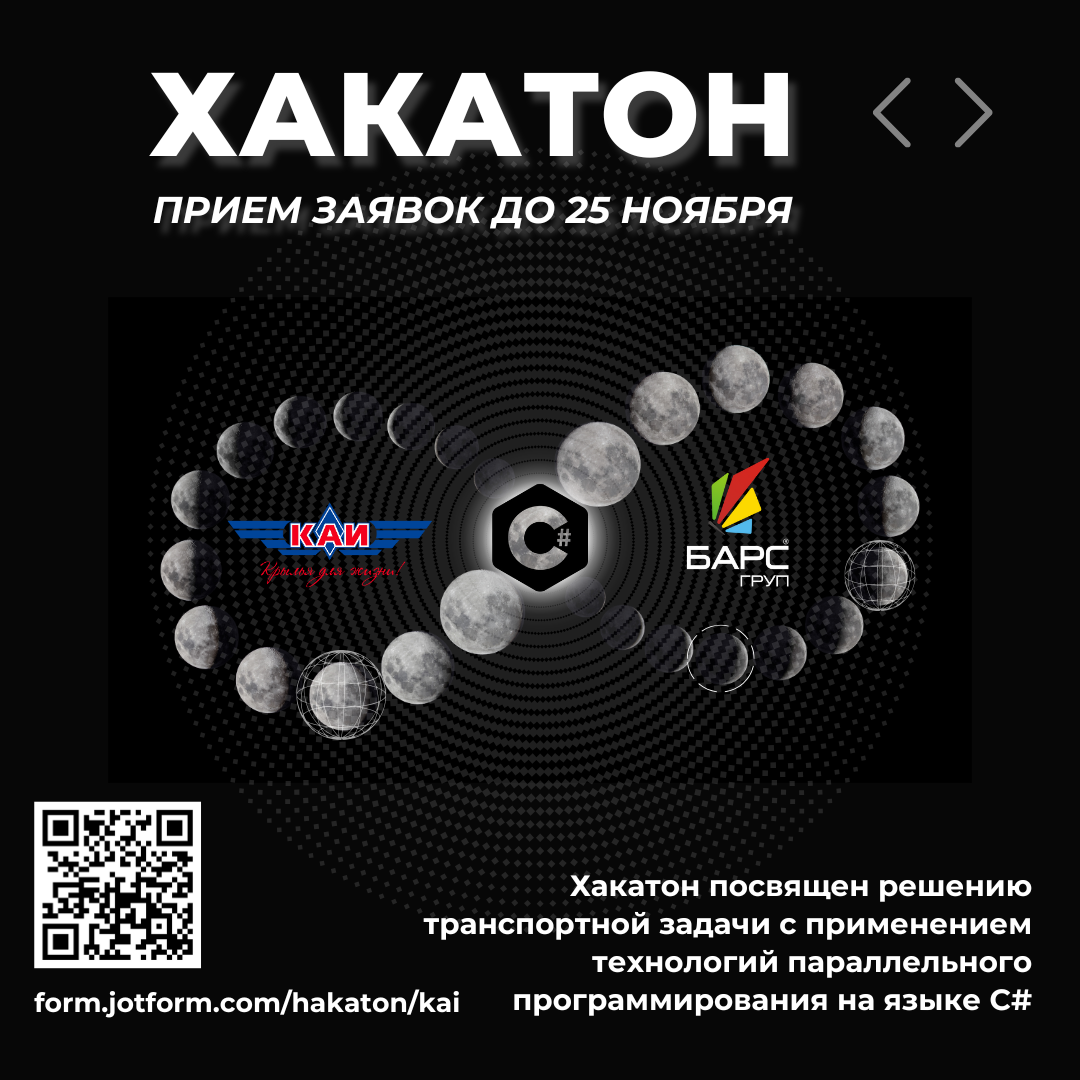 ХАКАТОН
ПРИЕМ ЗАЯВОК ДО 25 НОЯБРЯ
КАИ
Крылья для жизни!
C#
БАРС®
ГРУП
Хакатон посвящен решению
транспортной задачи с применением
технологий параллельного
программирования на языке C#
form.jotform.com/hakaton/kai